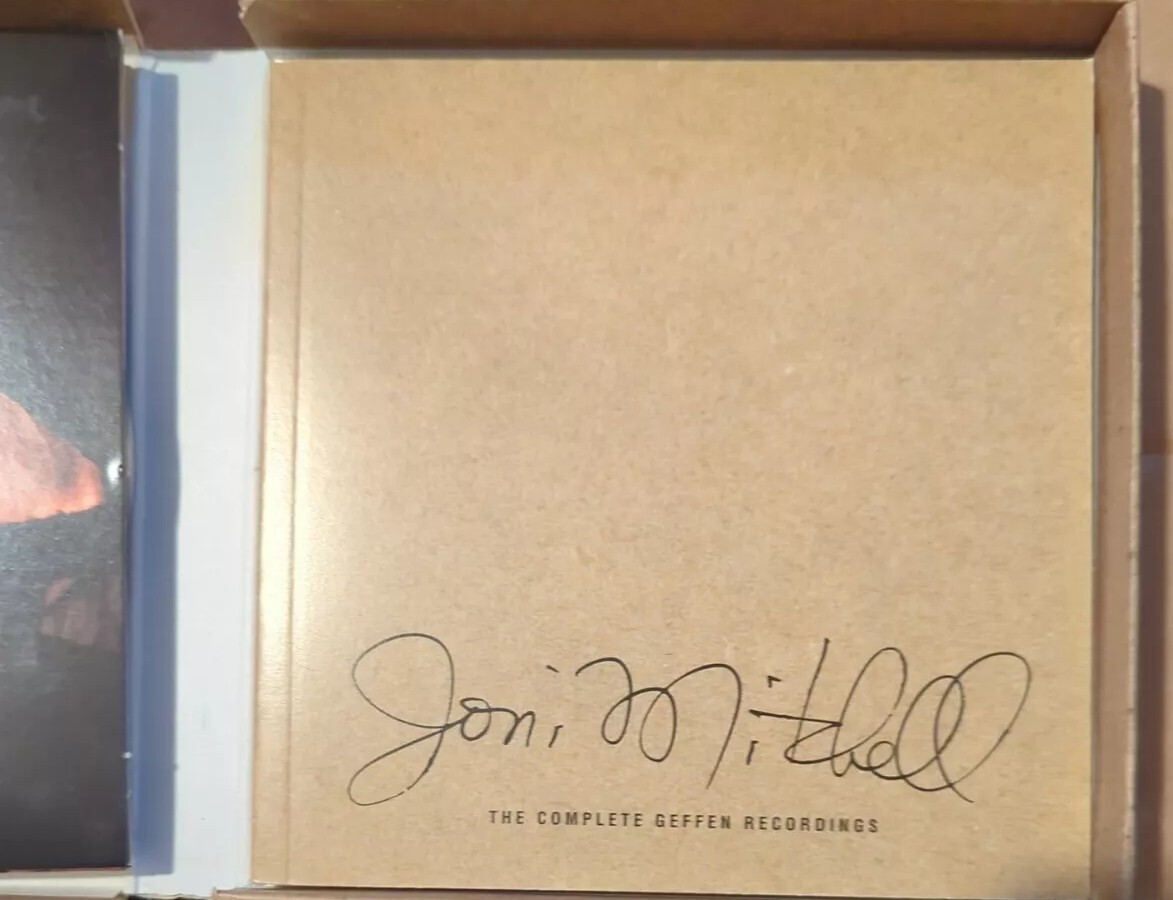 Joni Mitchell
THE COMPLETE GEFFEN RECORDINGS